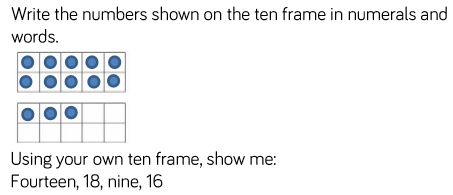 Write the numbers shown on the ten frame in numerals and
words.
Using your own ten frame, show me:
Fourteen, 18, nine, 16